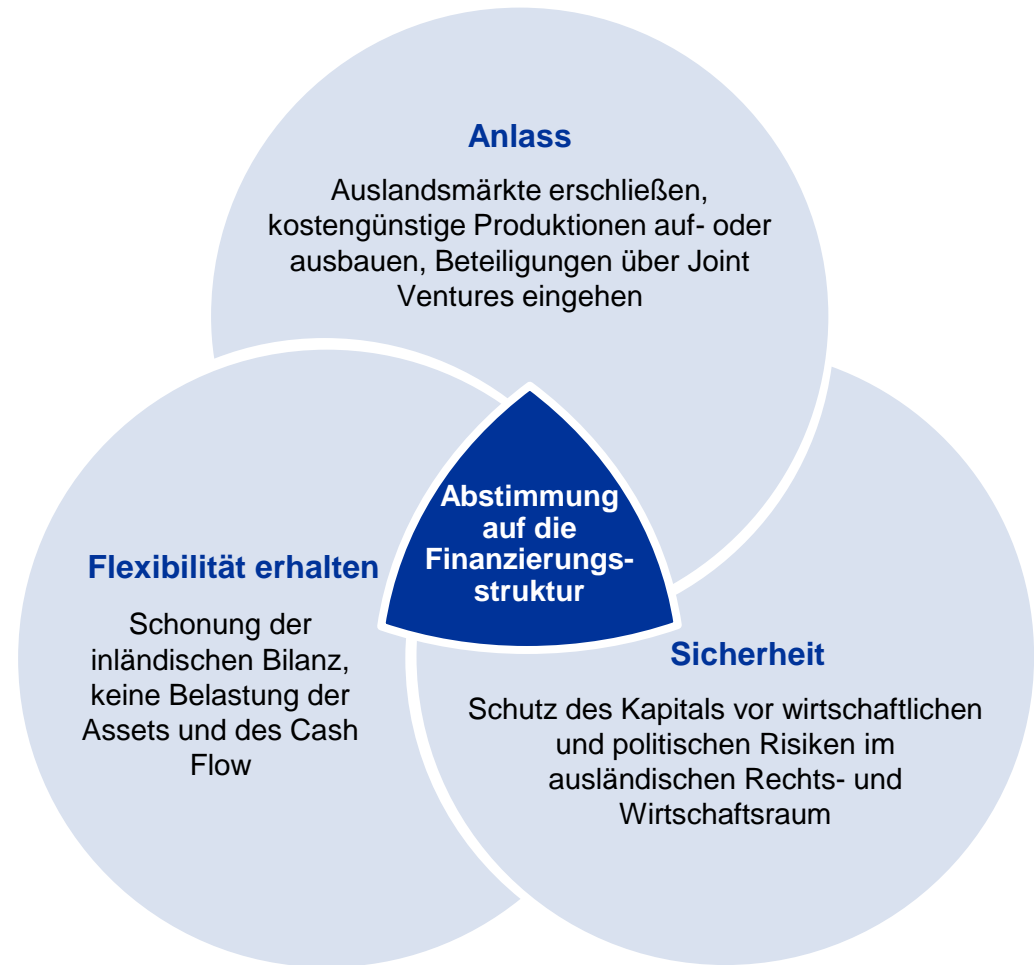 Anlass
Auslandsmärkte erschließen,
kostengünstige Produktionen auf- oder
ausbauen, Beteiligungen über Joint
Ventures eingehen
Abstimmung
auf die
Finanzierungs-
struktur
Flexibilität erhalten
Schonung der
inländischen Bilanz,
keine Belastung der
Assets und des Cash
Flow
Sicherheit
Schutz des Kapitals vor wirtschaftlichen
und politischen Risiken im
ausländischen Rechts- und
Wirtschaftsraum